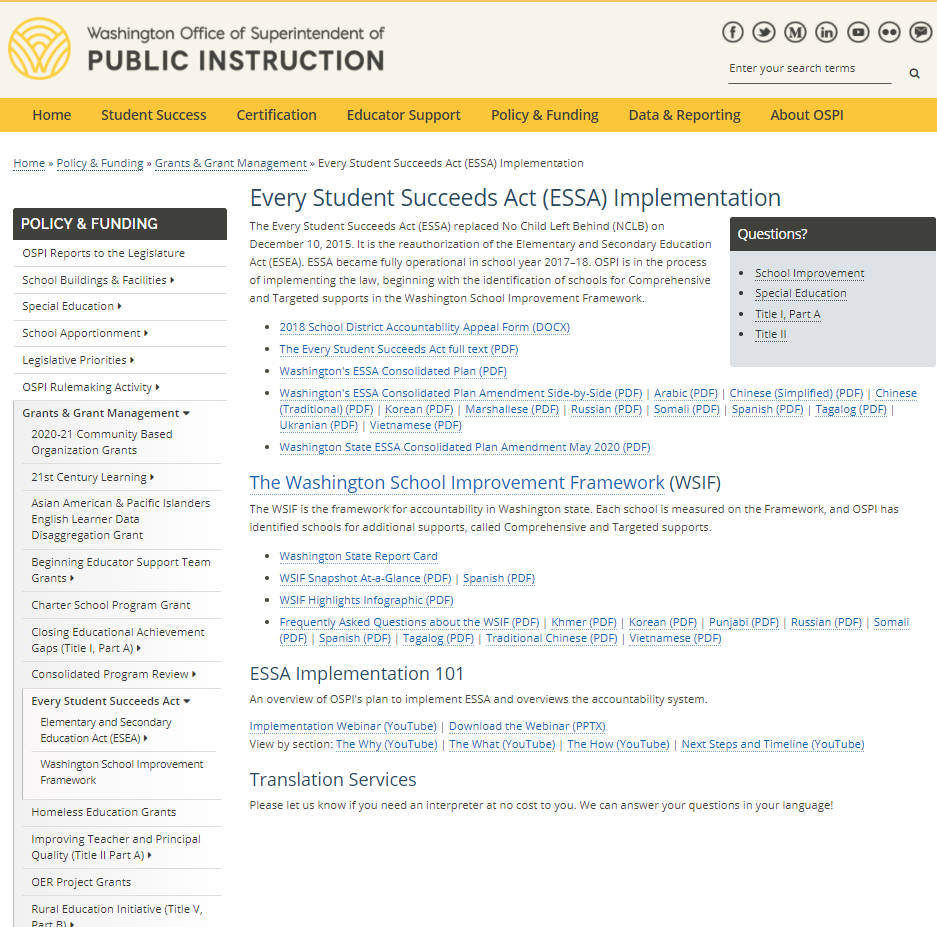 Washington Office of Superintendent of
PUBLIC INSTRUCTION
Enter your search terms
Home Student Success Certification Educator Support Policy & Funding Data & Reporting About OSPI
Home » Policy & Funding » Grants & Grant Management » Every Student Succeeds Act (ESSA) Implementation
POLICY & FUNDING
OSPI Reports to the Legislature
School Buildings & Facilities
Special Education
School Apportionment
Legislative Priorities
OSPI Rulemaking Activity
Grants & Grant Management
2020-21 Community Based
Organization Grants
21st Century Learning
Asian American & Pacific Islanders
English Learner Data
Disaggregation Grant
Beginning Educator Support Team
Grants
Charter School Program Grant
Closing Educational Achievement
Gaps (Title I, Part A)
Consolidated Program Review
Every Student Succeeds Act
Elementary and Secondary
Education Act (ESEA)
Washington School Improvement
Framework
Homeless Education Grants
Improving Teacher and Principal
Quality (Title II Part A)
OER Project Grants
Rural Education Initiative (Title V,
Part B)
Every Student Succeeds Act (ESSA) Implementation
The Every Student Succeeds Act (ESSA) replaced No Child Left Behind (NCLB) on
December 10, 2015. It is the reauthorization of the Elementary and Secondary Education
Act (ESEA). ESSA became fully operational in school year 2017–18. OSPI is in the process
of implementing the law, beginning with the identification of schools for Comprehensive
and Targeted supports in the Washington School Improvement Framework.
Questions?
• School Improvement
• Special Education
• Title I, Part A
• Title II
• 2018 School District Accountability Appeal Form (DOCX)
• The Every Student Succeeds Act full text (PDF)
• Washington's ESSA Consolidated Plan (PDF)
• Washington's ESSA Consolidated Plan Amendment Side-by-Side (PDF) | Arabic (PDF) | Chinese (Simplified) (PDF) | Chinese
(Traditional) (PDF) | Korean (PDF) | Marshallese (PDF) | Russian (PDF) | Somali (PDF) | Spanish (PDF) | Tagalog (PDF) |
Ukranian (PDF) | Vietnamese (PDF)
• Washington State ESSA Consolidated Plan Amendment May 2020 (PDF)
The Washington School Improvement Framework (WSIF)
The WSIF is the framework for accountability in Washington state. Each school is measured on the Framework, and OSPI has
identified schools for additional supports, called Comprehensive and Targeted supports.
• Washington State Report Card
• WSIF Snapshot At-a-Glance (PDF) | Spanish (PDF)
• WSIF Highlights Infographic (PDF)
• Frequently Asked Questions about the WSIF (PDF) | Khmer (PDF) | Korean (PDF) | Punjabi (PDF) | Russian (PDF) | Somali
(PDF) | Spanish (PDF) | Tagalog (PDF) | Traditional Chinese (PDF) | Vietnamese (PDF)
ESSA Implementation 101
An overview of OSPI's plan to implement ESSA and overviews the accountability system.
Implementation Webinar (YouTube) | Download the Webinar (PPTX)
View by section: The Why (YouTube) | The What (YouTube) | The How (YouTube) | Next Steps and Timeline (YouTube)
Translation Services
Please let us know if you need an interpreter at no cost to you. We can answer your questions in your language!